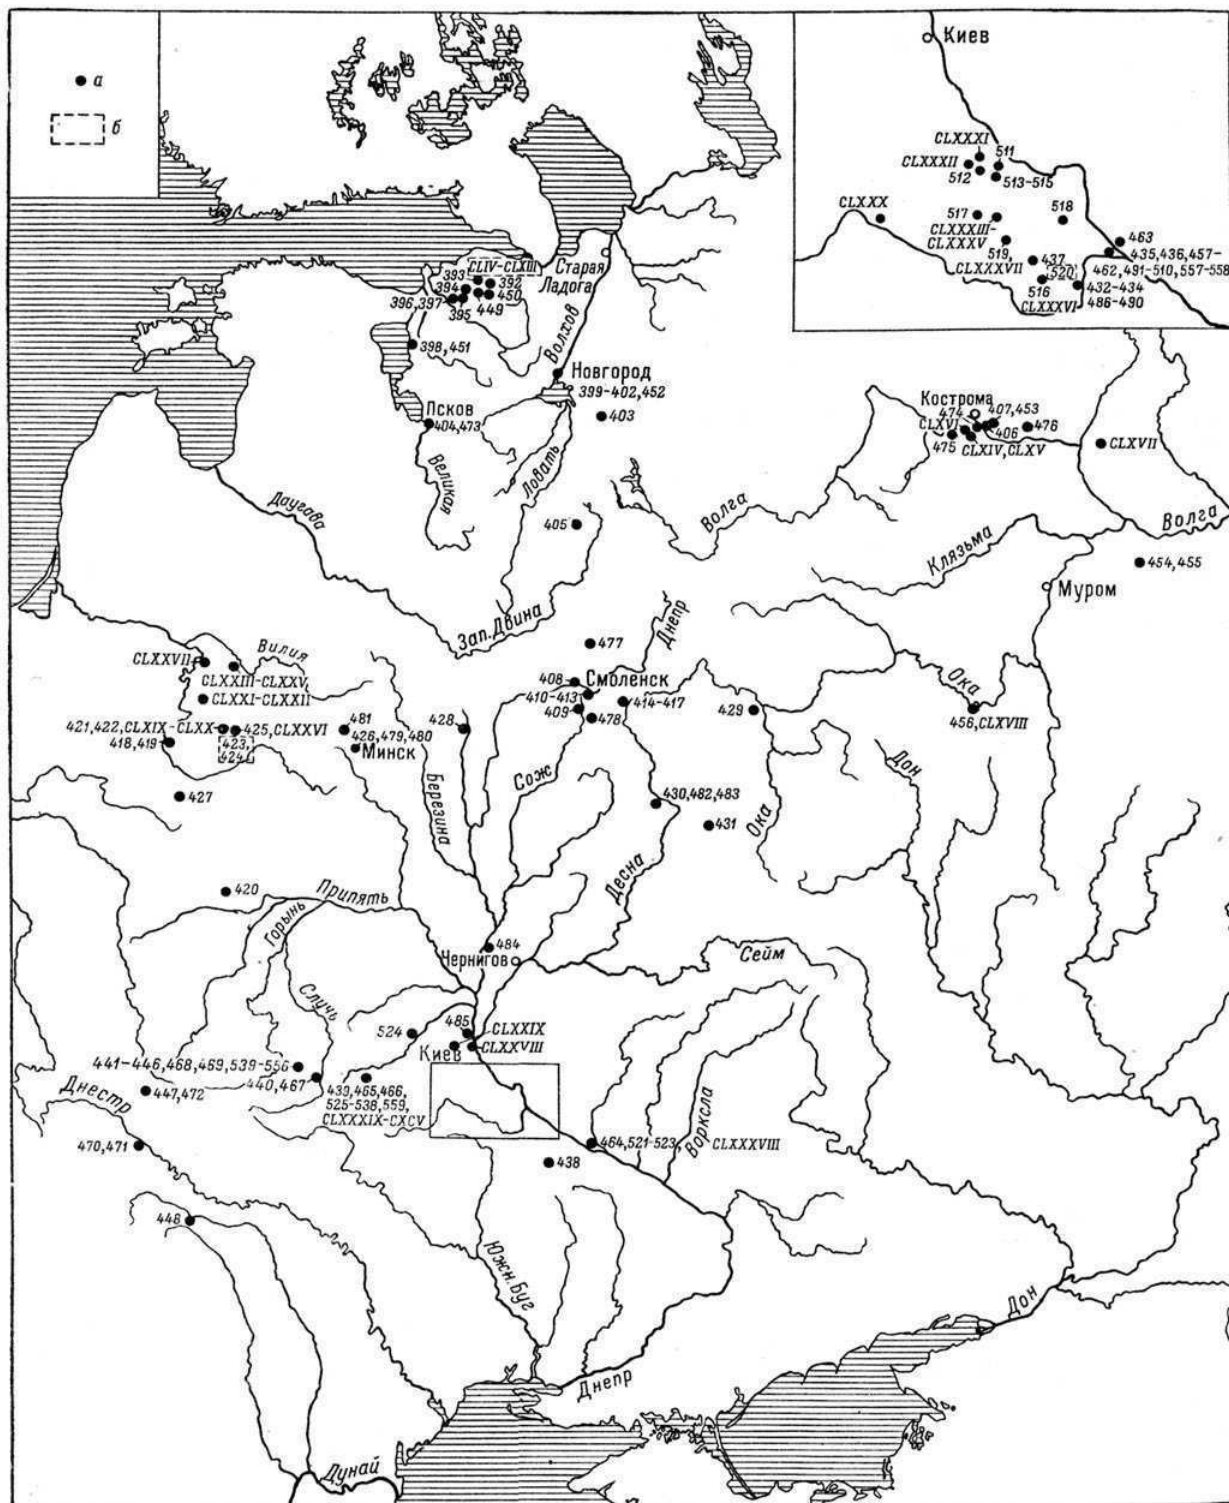 а
б
Киев
CLXXXI
511
CLXXXII
512
513-515
CLXXX
517
518
CLXXXIII-
CLXXXV
463
519,
CLXXXVII
437
435, 436, 457-
462, 491-510, 557-558
520
516
432-434
CLXXXVI
486-490
CLIV-CLXIII
393
392
394
450
396, 397
449
395
Старая
Ладога
398, 451
Волхов
Новгород
399-402, 452
403
Псков
404, 473
Великая
Ловать
Кострома
474
407, 453
CLXVI
406
476
475
CLXIV, CLXV
CLXVII
Даугава
405
Волга
Волга
Клязьма
454, 455
Муром
Зап. Двина
Днепр
477
Вилия
CLXXVII
CLXXIII-CLXXV
CLXXI-CLXXII
408
Смоленск
410-413
414-417
409
478
429
Ока
456, CLXVIII
421, 422, CLXIX-CLXX
425, CLXXVI
418, 419
423,
424
481
426, 479, 480
Минск
428
Березина
Сож
Дон
427
430, 482, 483
431
Ока
Десна
420
Припять
Горынь
484
Чернигов
Сейм
Случь
524
485
CLXXIX
Киев
CLXXVIII
441-446, 468, 469, 539-556
440, 467
439, 465, 466,
525-538, 559,
CLXXXIX-CXCV
447, 472
Днестр
470, 471
464, 521-523, CLXXXVIII
Ворксла
438
448
Южн. Буг
Дон
Днепр
Дунай